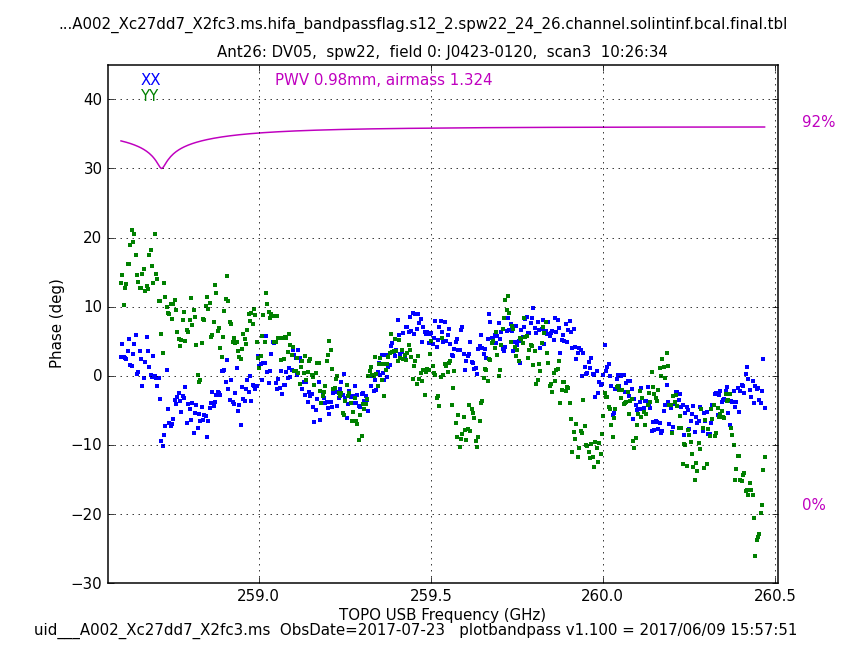 ...A002_Xc27dd7_X2fc3.ms.hifa_bandpassflag.s12_2.spw22_24_26.channel.solintinf.bcal.final.tbl
Ant26: DV05,  spw22,  field 0: J0423-0120,  scan3  10:26:34
XX
PWV 0.98mm, airmass 1.324
YY
40
92%
30
20
10
Phase (deg)
0
−10
−20
0%
−30
259.0
259.5
260.0
260.5
TOPO USB Frequency (GHz)
uid___A002_Xc27dd7_X2fc3.ms  ObsDate=2017-07-23   plotbandpass v1.100 = 2017/06/09 15:57:51